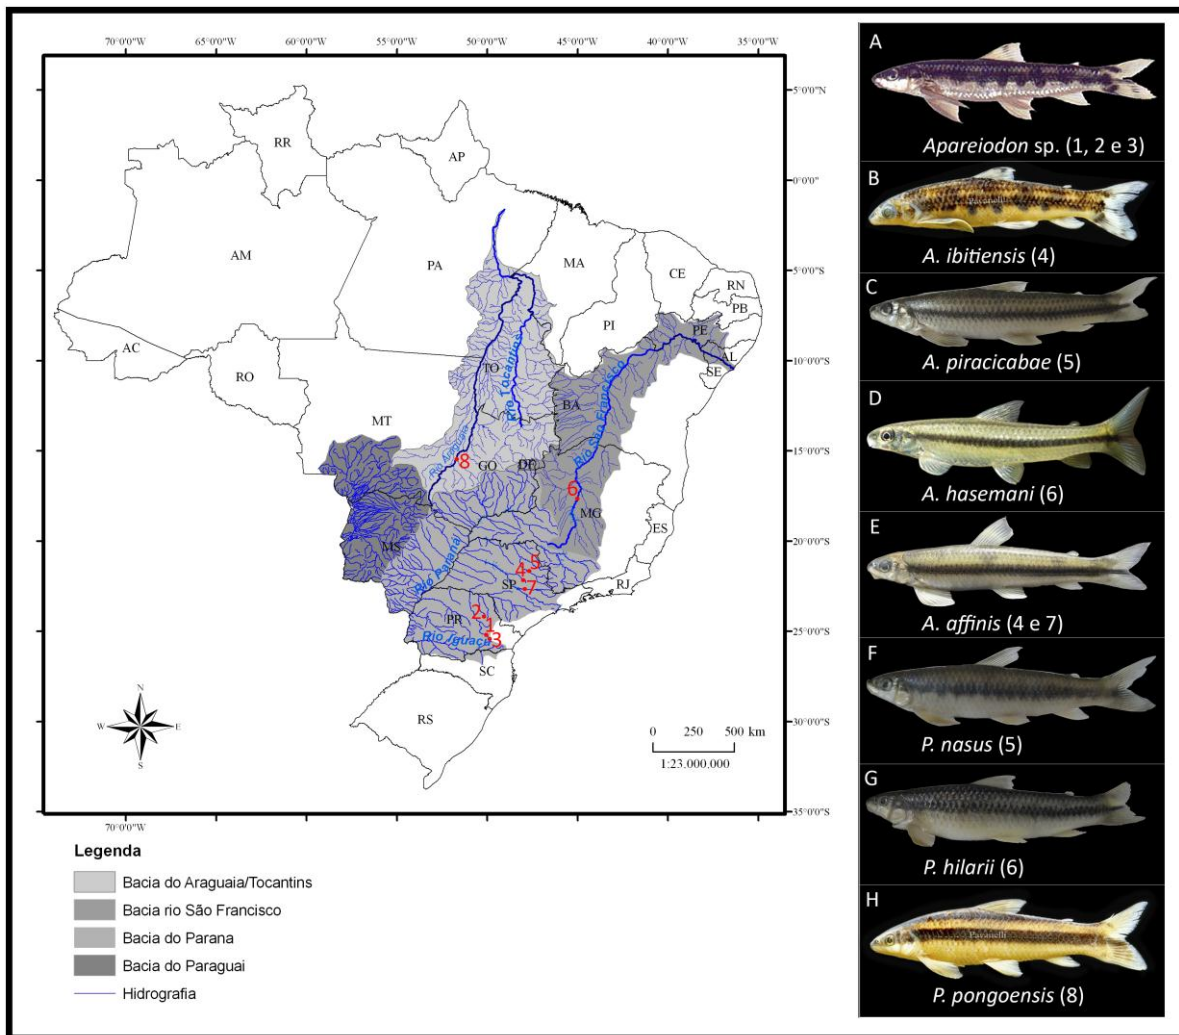 70°0'0"W 65°0'0"W 60°0'0"W 55°0'0"W 50°0'0"W 45°0'0"W 40°0'0"W 35°0'0"W
5°0'0"N
0°0'0"
5°0'0"S
10°0'0"S
15°0'0"S
20°0'0"S
25°0'0"S
30°0'0"S
35°0'0"S
70°0'0"W
RR
AP
AM
PA
MA
CE
RN
PB
PI
PE
AL
SE
AC
RO
TO
BA
MT
GO
DF
MG
ES
MS
SP
RJ
PR
SC
RS
Rio Tocantins
Rio Araguaia
Rio São Francisco
Rio Paraná
Rio Iguaçu
8
6
5
4
7
2
1
3
N
W E
S
0 250 500 km
1:23.000.000
Legenda
Bacia do Araguaia/Tocantins
Bacia rio São Francisco
Bacia do Parana
Bacia do Paraguai
Hidrografia
A
Apareiodon sp. (1, 2 e 3)
B
Pavanelli
A. ibitiensis (4)
C
A. piracicabae (5)
D
A. hasemani (6)
E
A. affinis (4 e 7)
F
P. nasus (5)
G
P. hilarii (6)
H
Pavanelli
P. pongoensis (8)